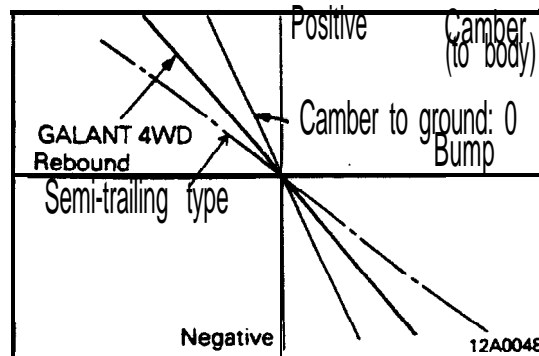 Positive
Camber
(to body)
Camber to ground: 0
GALANT 4WD
Bump
Rebound
Semi-trailing type
Negative
12A0048